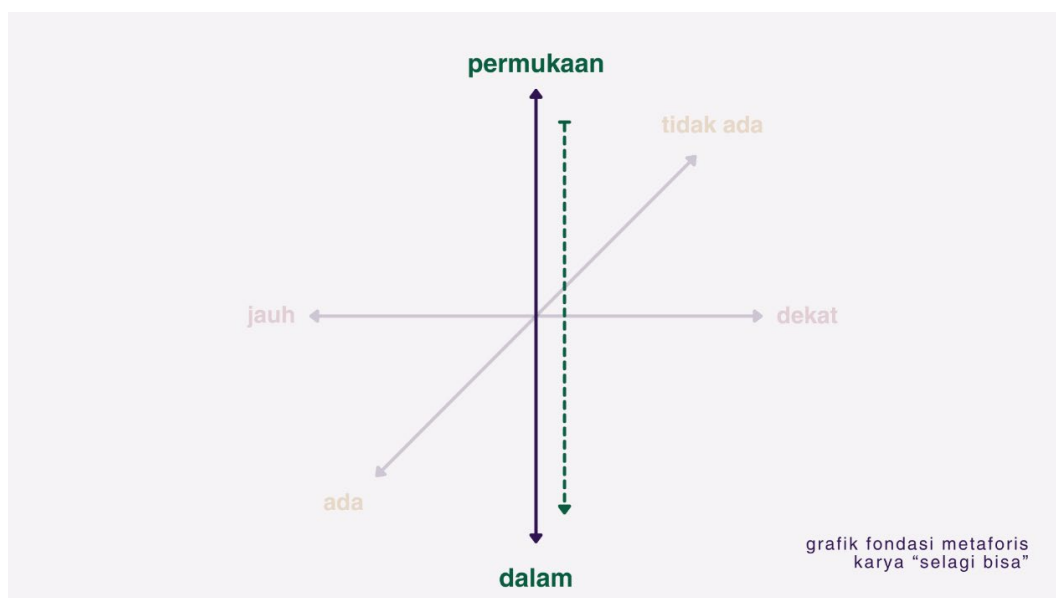 permukaan
tidak ada
jauh
dekat
ada
dalam
grafik fondasi metaforis
karya “selagi bisa”